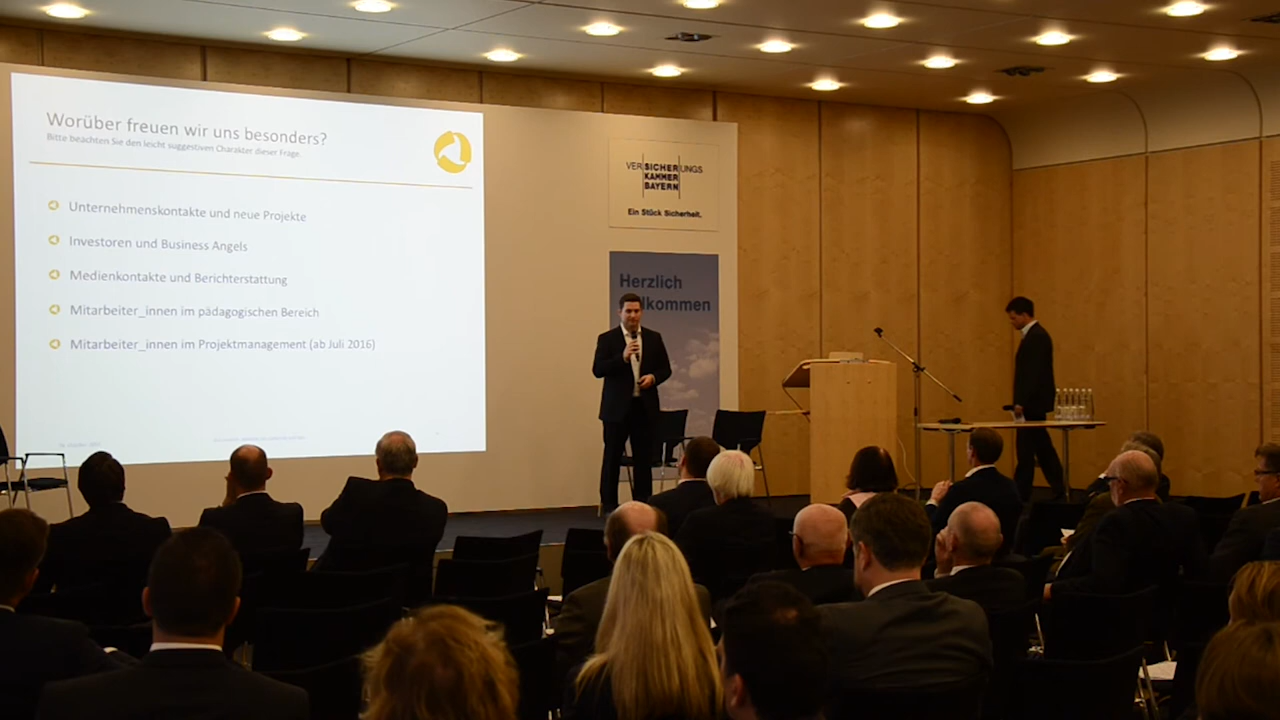 Worüber freuen wir uns besonders?
Bitte beachten Sie den leicht suggestiven Charakter dieser Frage.
Unternehmenskontakte und neue Projekte
Investoren und Business Angels
Medienkontakte und Berichterstattung
Mitarbeiter_innen im pädagogischen Bereich
Mitarbeiter_innen im Projektmanagement (ab Juli 2016)
VERSICHERUNGS
KAMMER
BAYERN
Ein Stück Sicherheit.
Herzlich
lkommen